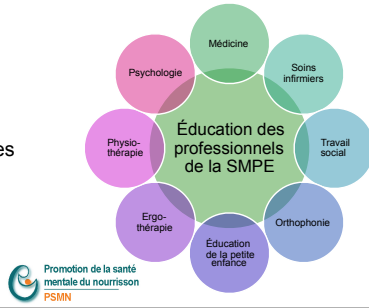 Médicine
Soins
infirmiers
Travail
social
Orthophonie
Éducation
de la petite
enfance
Ergo-
thérapie
Physio-
thérapie
Psychologie
Éducation des
professionnels
de la SMPE
es
Promotion de la santé
mentale du nourrisson
PSMN